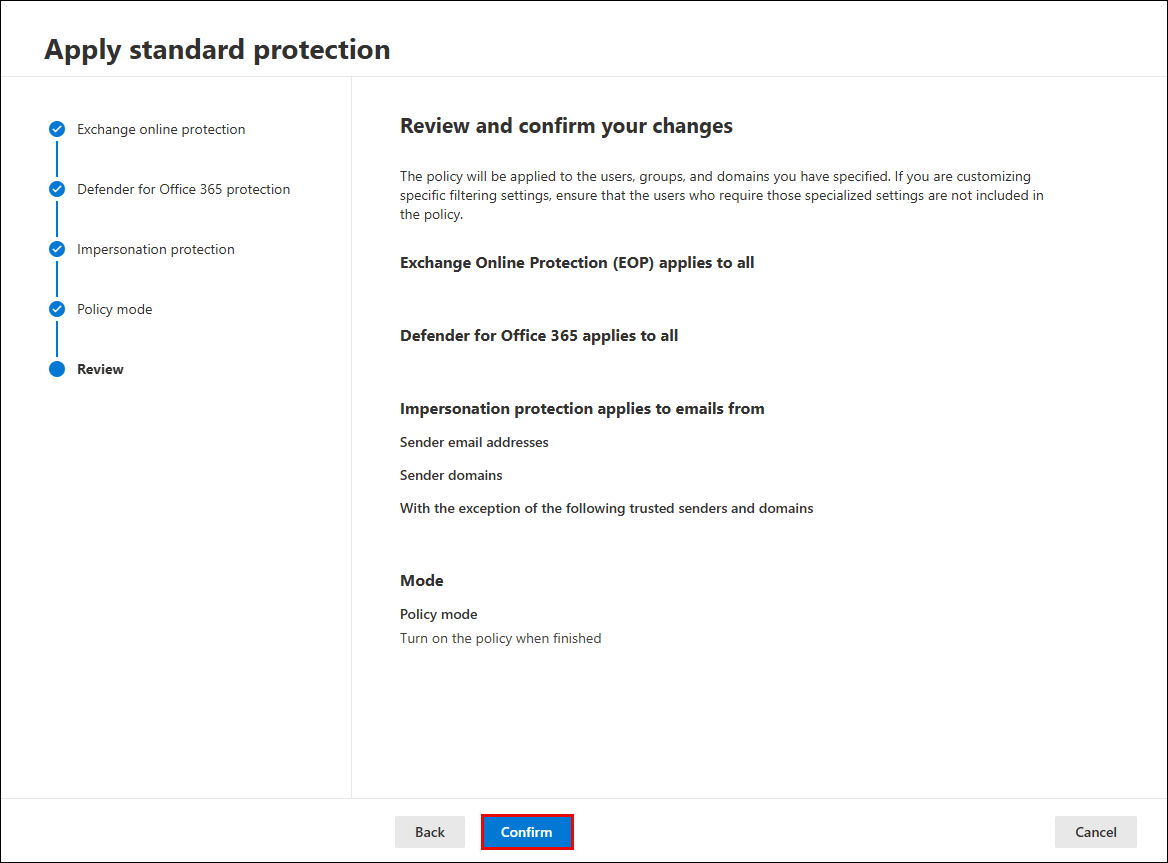 Apply standard protection
Exchange online protection
Defender for Office 365 protection
Impersonation protection
Policy mode
Review
Review and confirm your changes
The policy will be applied to the users, groups, and domains you have specified. If you are customizing
specific filtering settings, ensure that the users who require those specialized settings are not included in
the policy.
Exchange Online Protection (EOP) applies to all
Defender for Office 365 applies to all
Impersonation protection applies to emails from
Sender email addresses
Sender domains
With the exception of the following trusted senders and domains
Mode
Policy mode
Turn on the policy when finished
Back
Confirm
Cancel